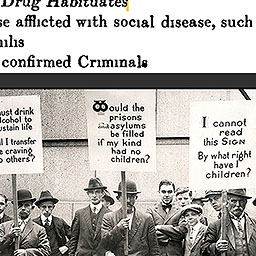 Drug Habituates
se afflicted with social disease, such
confirmed Criminals
ust drink
lcohol to
ustain life
ll I transfer
e craving
o others?
Would the
prisons
asylums
be filled
if my kind
had no
children?
I cannot
read
this SIGN
By what right
have I
children?